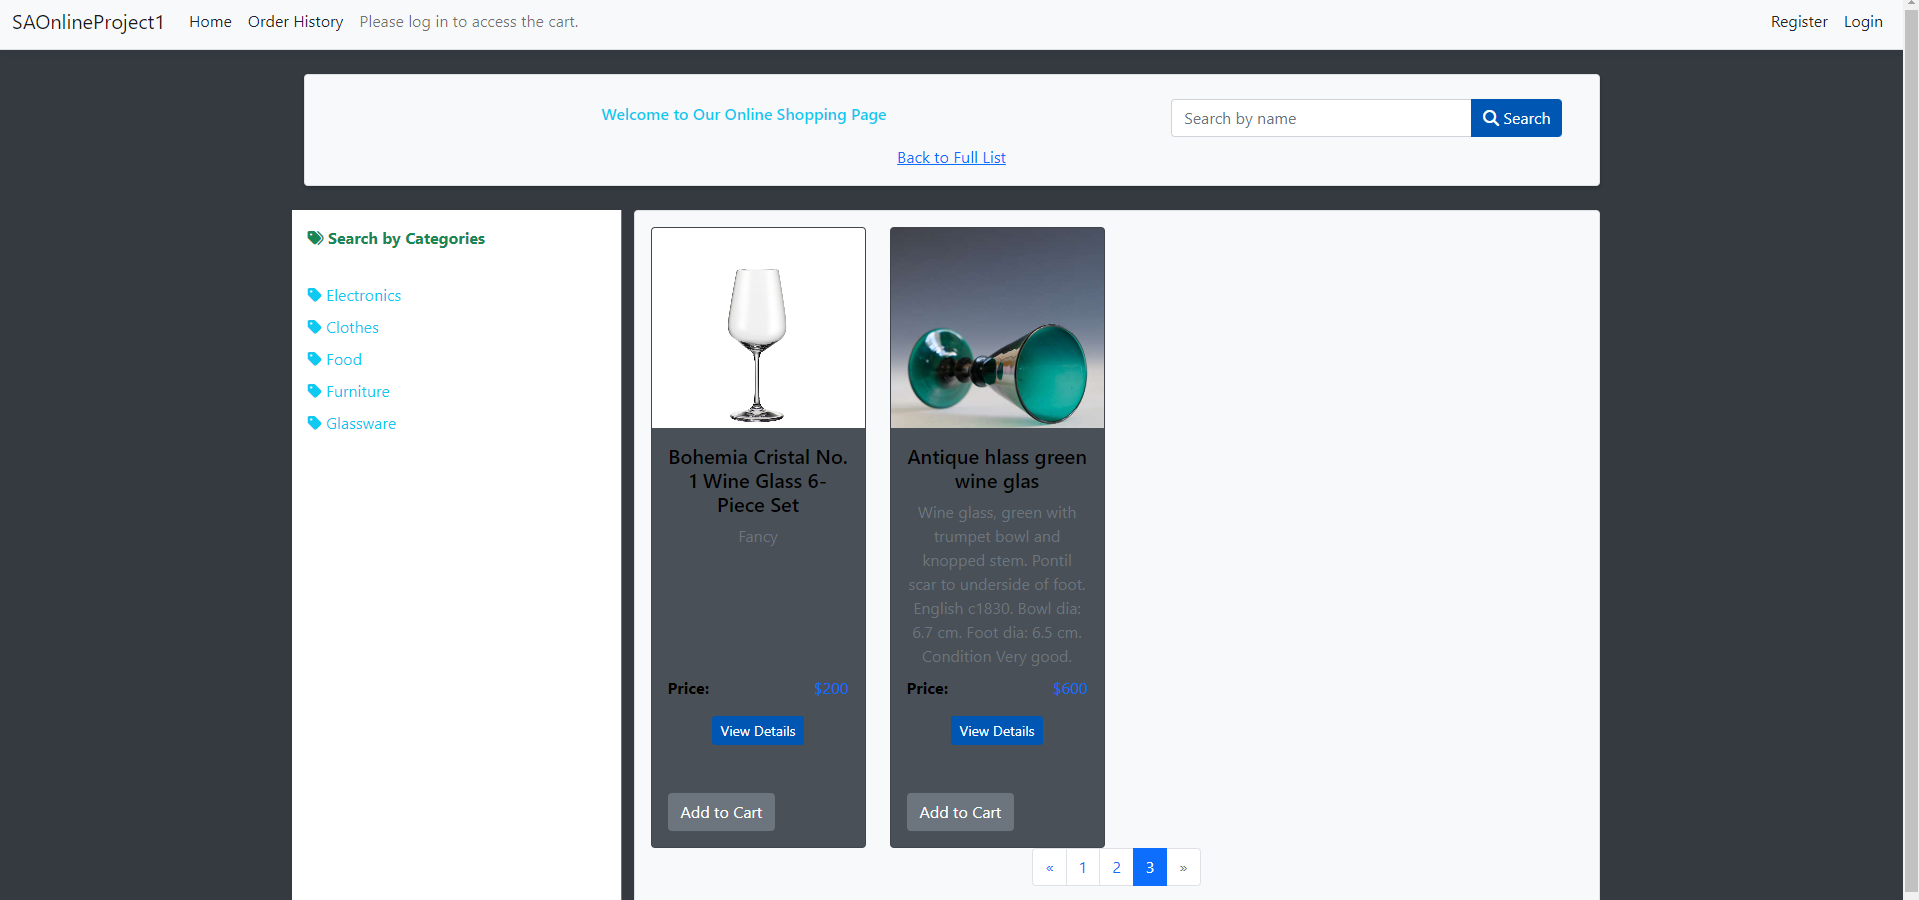 SAOnlineProject1 Home Order History Please log in to access the cart. Register Login
Welcome to Our Online Shopping Page
Search by name Search
Back to Full List
Search by Categories
Electronics
Clothes
Food
Furniture
Glassware
Bohemia Cristal No.
1 Wine Glass 6-
Piece Set
Fancy
Price: $200
View Details
Add to Cart
Antique hlass green
wine glas
Wine glass, green with
trumpet bowl and
knopped stem. Pontil
scar to underside of foot.
English c1830. Bowl dia:
6.7 cm. Foot dia: 6.5 cm.
Condition Very good.
Price: $600
View Details
Add to Cart
« 1 2 3 »